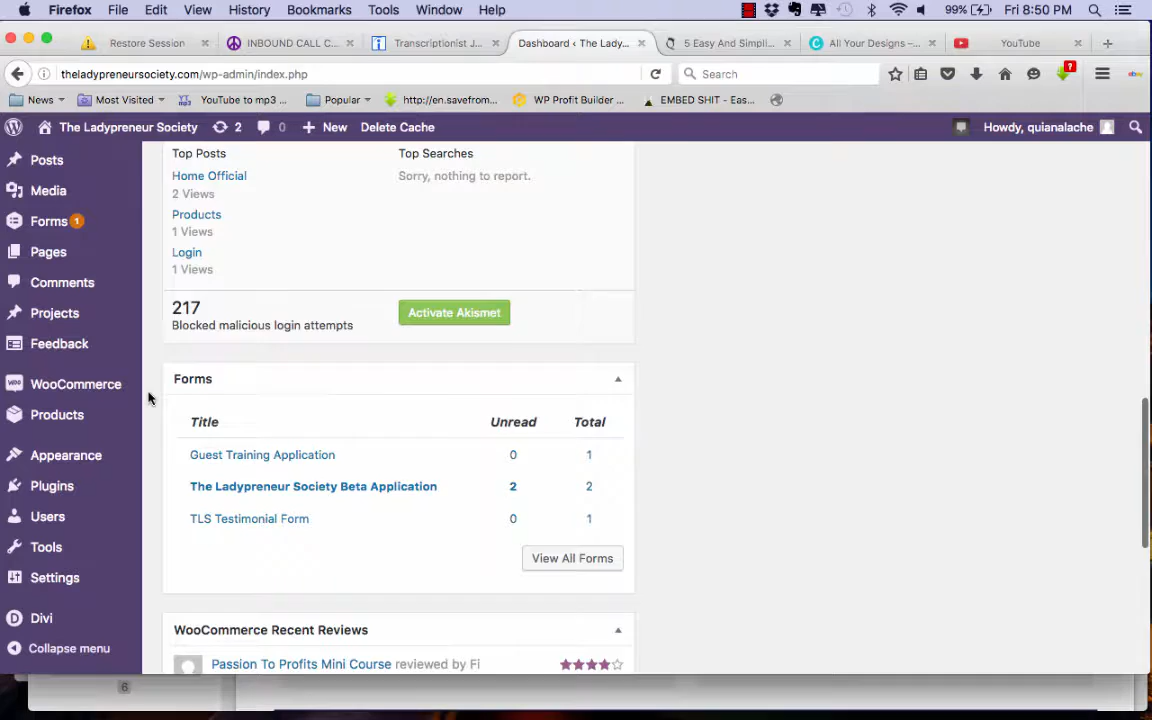 Firefox File Edit View History Bookmarks Tools Window Help 99% Fri 8:50 PM
Restore Session INBOUND CALL C... Transcriptionist J... Dashboard ‹ The Lady... 5 Easy And Simpli... All Your Designs –... YouTube
theladypreneursociety.com/wp-admin/index.php Search
News Most Visited YouTube to mp3 ... Popular http://en.savefrom... WP Profit Builder ... EMBED SHIT - Eas... ebay
The Ladypreneur Society 2 0 New Delete Cache Howdy, quianalache
Posts
Media
Forms 1
Pages
Comments
Projects
Feedback
WooCommerce
Products
Appearance
Plugins
Users
Tools
Settings
Divi
Collapse menu
Top Posts Top Searches
Home Official Sorry, nothing to report.
2 Views
Products
1 Views
Login
1 Views
217
Blocked malicious login attempts
Activate Akismet
Forms
Title Unread Total
Guest Training Application 0 1
The Ladypreneur Society Beta Application 2 2
TLS Testimonial Form 0 1
View All Forms
WooCommerce Recent Reviews
Passion To Profits Mini Course reviewed by Fi
6